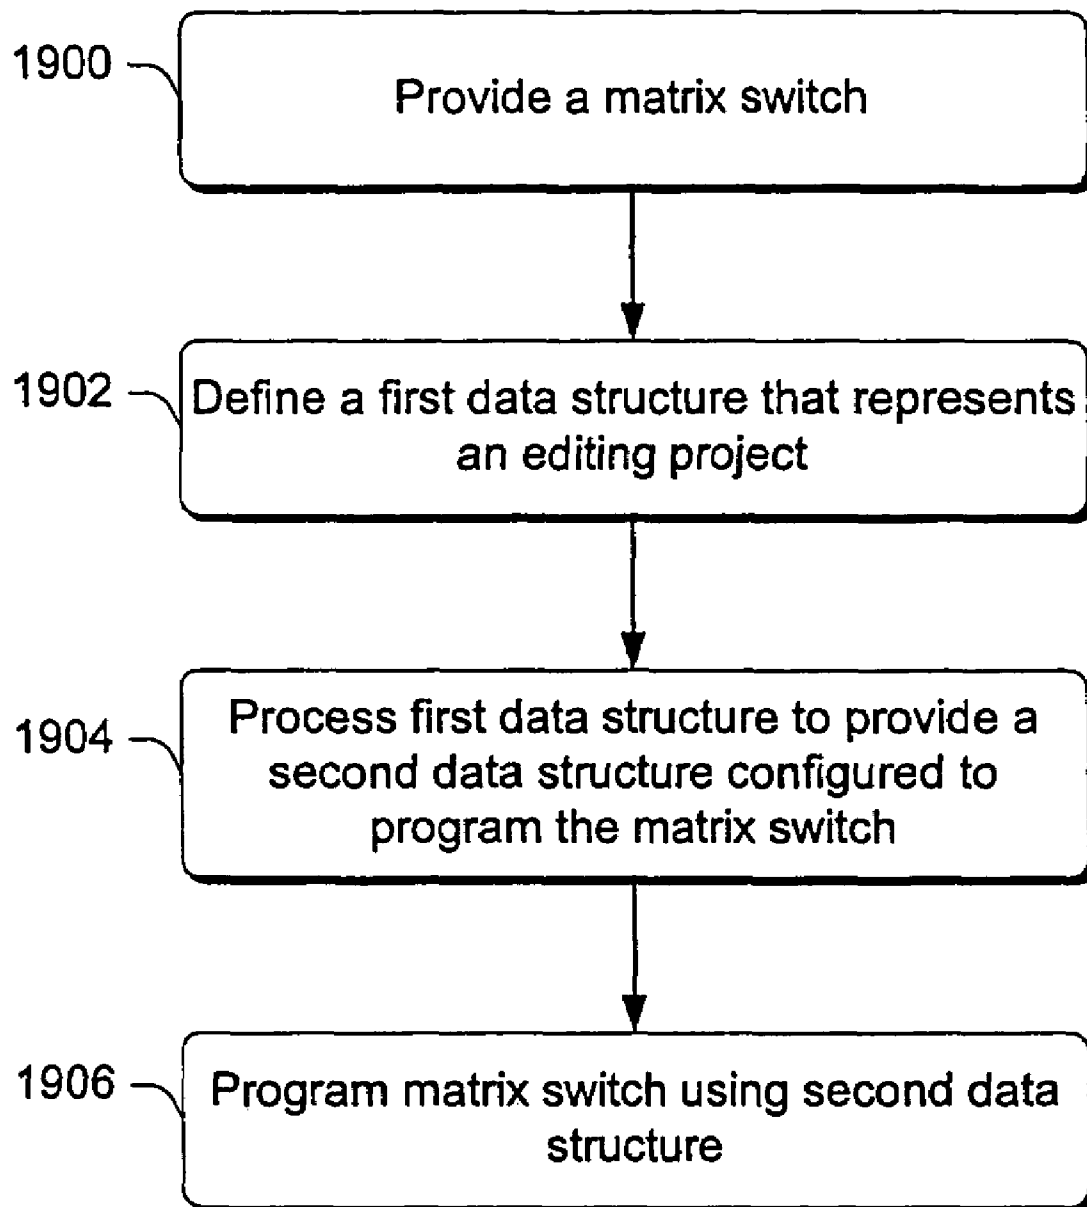 1900
Provide a matrix switch
1902
Define a first data structure that represents
an editing project
1904
Process first data structure to provide a
second data structure configured to
program the matrix switch
1906
Program matrix switch using second data
structure